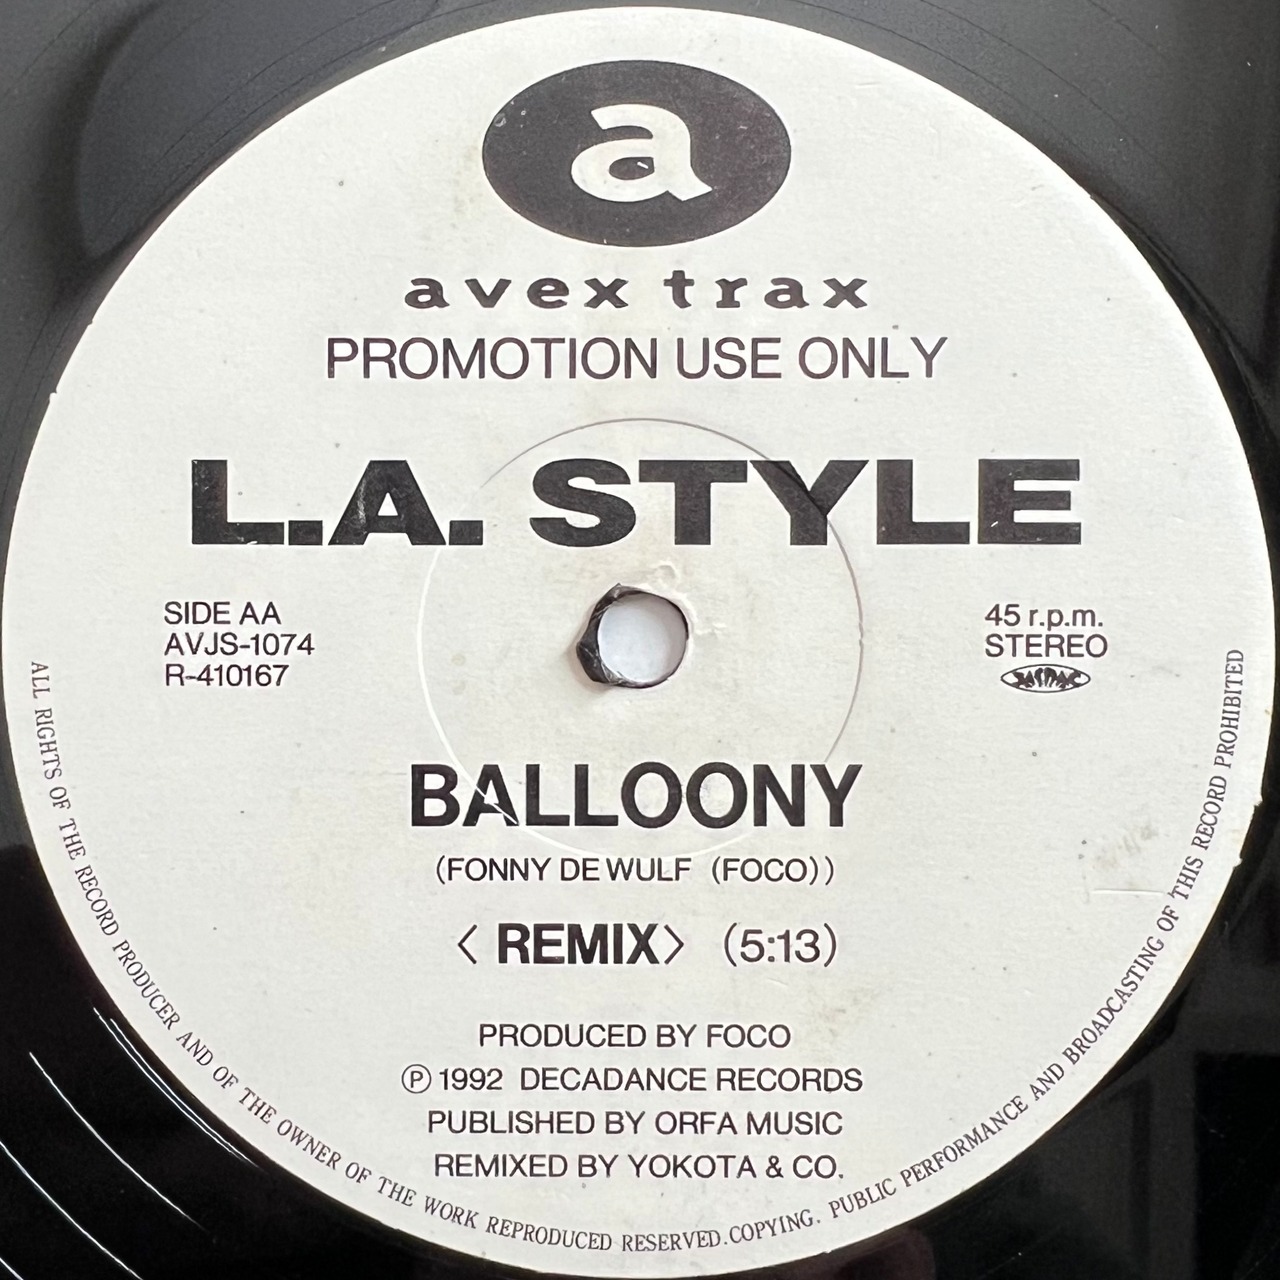 a
avex trax
PROMOTION USE ONLY
L.A. STYLE
SIDE AA
AVJS-1074
R-410167
45 r.p.m.
STEREO
JASRAC
BALLOONY
(FONNY DE WULF (FOCO))
〈 REMIX〉 (5:13)
PRODUCED BY FOCO
Ⓟ 1992 DECADANCE RECORDS
PUBLISHED BY ORFA MUSIC
REMIXED BY YOKOTA & CO.
ALL RIGHTS OF THE RECORD PRODUCER AND OF THE OWNER OF THE WORK REPRODUCED RESERVED. COPYING. PUBLIC PERFORMANCE AND BROADCASTING OF THIS RECORD PROHIBITED